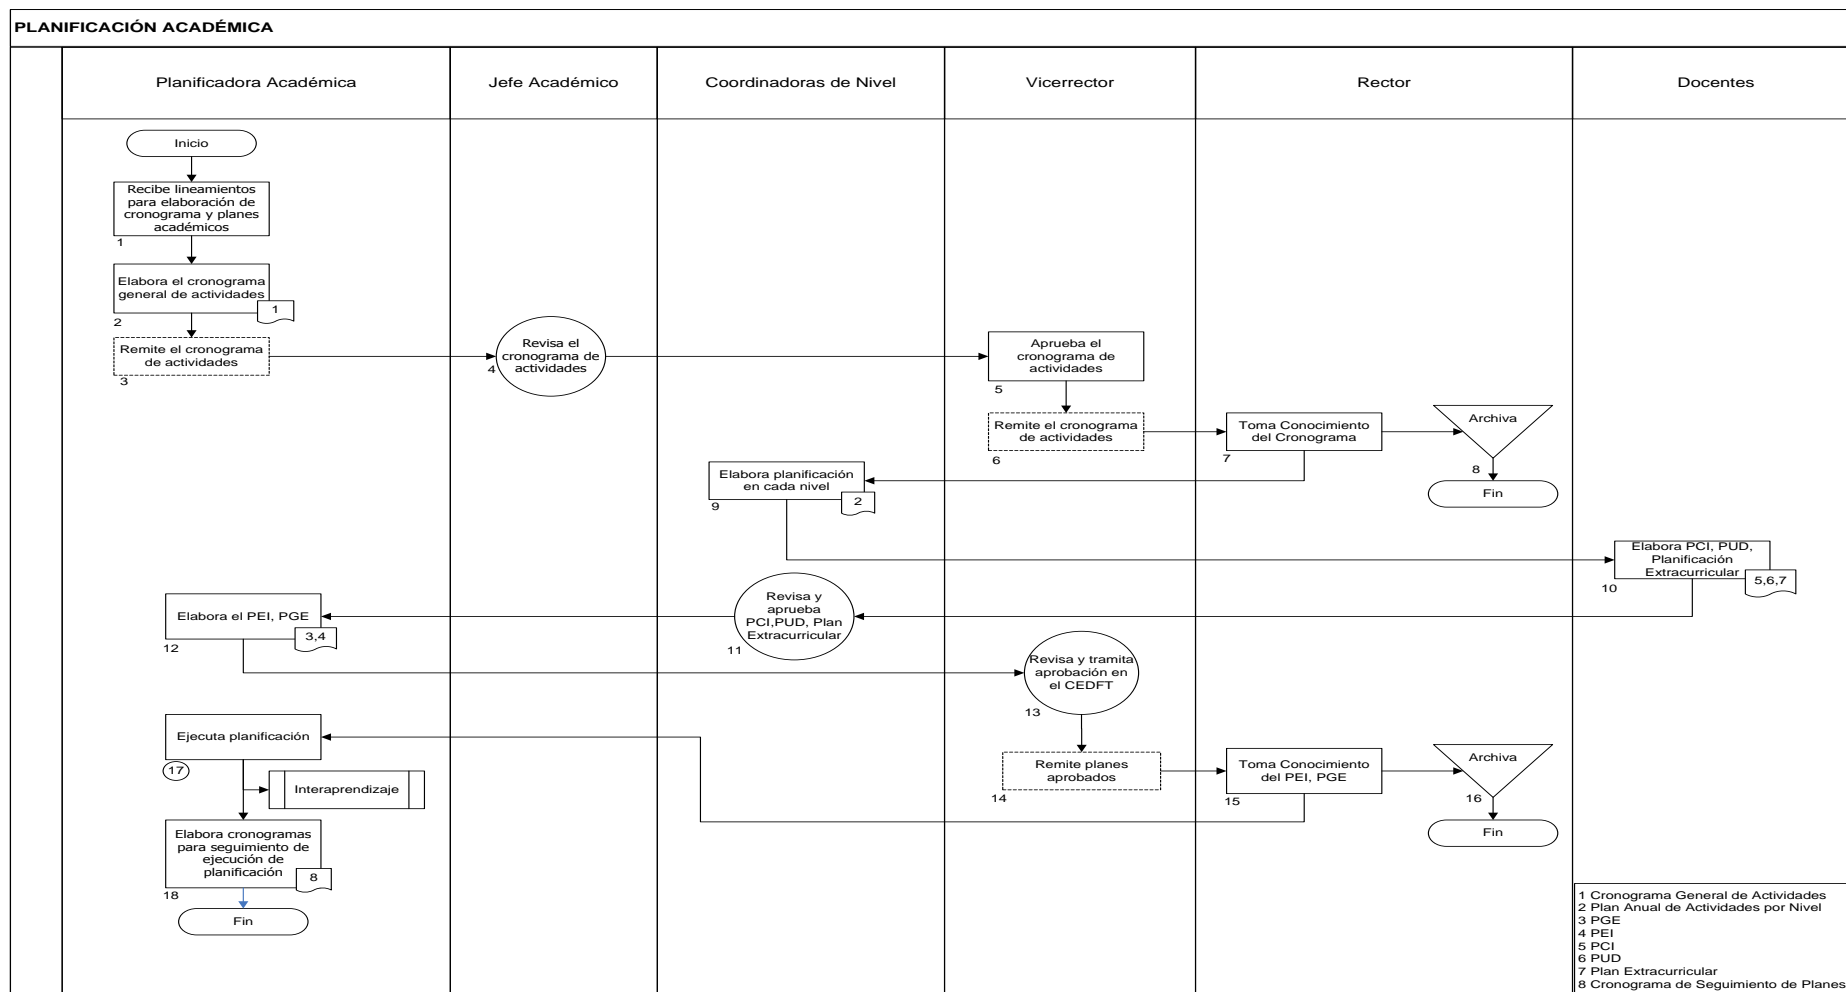 PLANIFICACIÓN ACADÉMICA
Planificadora Académica
Jefe Académico
Coordinadoras de Nivel
Vicerrector
Rector
Docentes
Inicio
Recibe lineamientos
para elaboración de
cronograma y planes
académicos
1
Elabora el cronograma
general de actividades
1
2
Remite el cronograma
de actividades
3
Revisa el
cronograma de
actividades
4
Aprueba el
cronograma de
actividades
5
Remite el cronograma
de actividades
6
Toma Conocimiento
del Cronograma
7
Archiva
8
Fin
Elabora planificación
en cada nivel
2
9
Elabora PCI, PUD,
Planificación
Extracurricular
5,6,7
10
Revisa y
aprueba
PCI,PUD, Plan
Extracurricular
11
Elabora el PEI, PGE
3,4
12
Revisa y tramita
aprobación en
el CEDFT
13
Remite planes
aprobados
14
Toma Conocimiento
del PEI, PGE
15
Archiva
16
Fin
Ejecuta planificación
17
Interaprendizaje
Elabora cronogramas
para seguimiento de
ejecución de
planificación
8
18
Fin
1 Cronograma General de Actividades
2 Plan Anual de Actividades por Nivel
3 PGE
4 PEI
5 PCI
6 PUD
7 Plan Extracurricular
8 Cronograma de Seguimiento de Planes